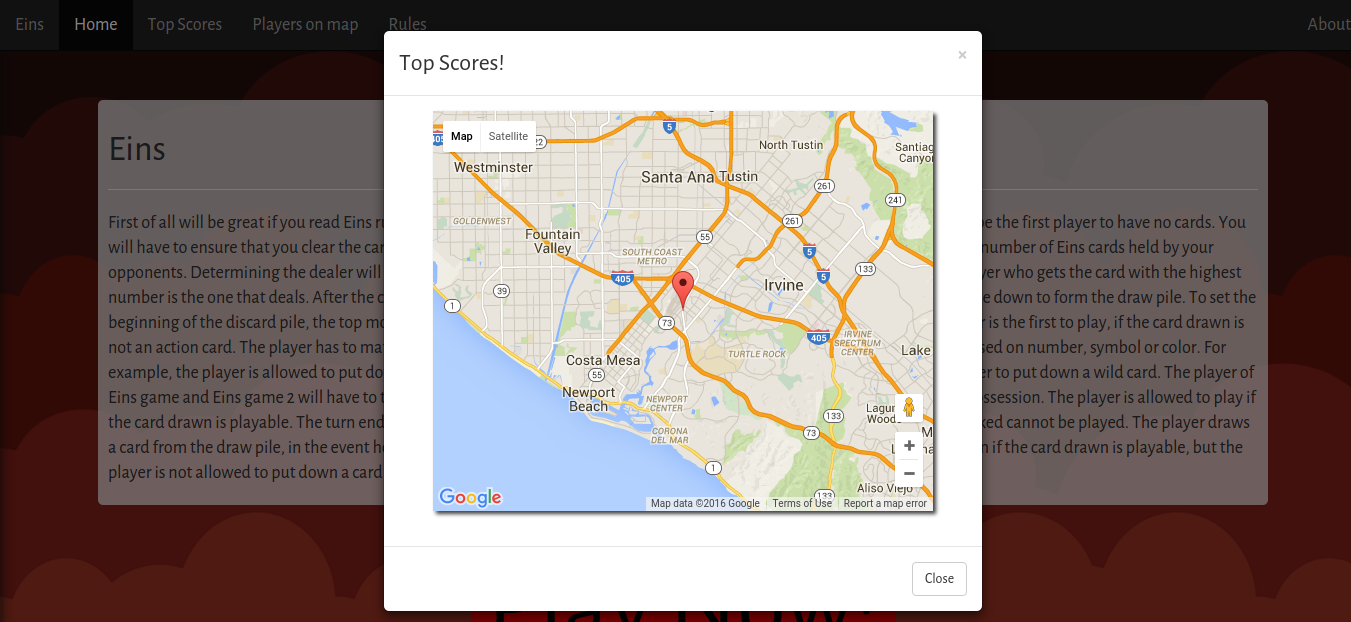 Eins Home Top Scores Players on map Rules About
Top Scores!
×
Map Satellite
405
22
5
North Tustin
Santiag
Canyon
Westminster
Santa Ana Tustin
261
241
GOLDENWEST
Fountain
Valley
55
261
SOUTH COAST
METRO
5
133
405
5
Irvine
39
1
73
405
IRVINE
SPECTRUM
CENTER
TURTLE ROCK
Lake
Costa Mesa
55
Newport
Beach
NEWPORT
CENTER
Lagun
Woods
133
CORONA
DEL MAR
73
M
1
Aliso Viejo
133
+
−
Google
Map data ©2016 Google Terms of Use Report a map error
Close
Eins
First of all will be great if you read Eins ru
be the first player to have no cards. You
will have to ensure that you clear the car
number of Eins cards held by your
opponents. Determining the dealer will
yer who gets the card with the highest
number is the one that deals. After the c
e down to form the draw pile. To set the
beginning of the discard pile, the top mo
r is the first to play, if the card drawn is
not an action card. The player has to ma
sed on number, symbol or color. For
example, the player is allowed to put do
er to put down a wild card. The player of
Eins game and Eins game 2 will have to t
ssession. The player is allowed to play if
the card drawn is playable. The turn end
ked cannot be played. The player draws
a card from the draw pile, in the event he
n if the card drawn is playable, but the
player is not allowed to put down a card
Play Now!